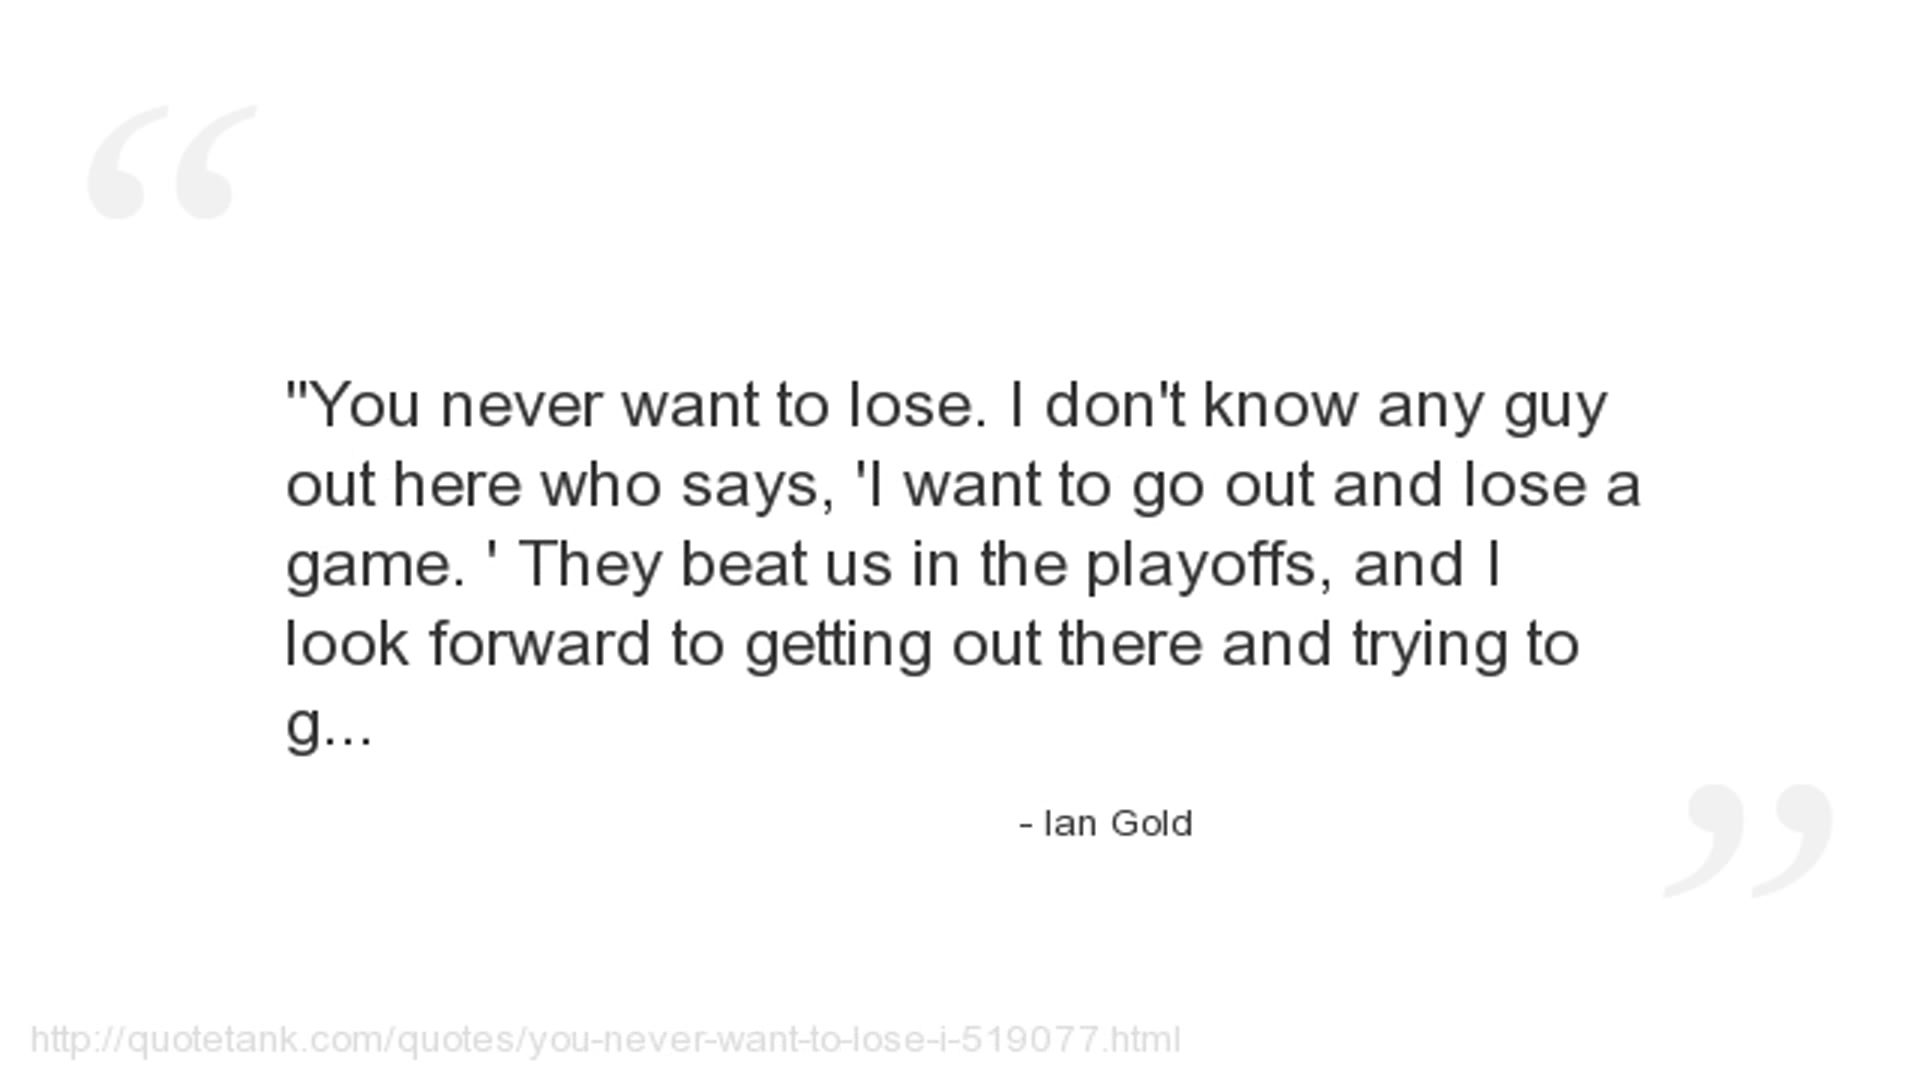 "You never want to lose. I don't know any guy
out here who says, 'I want to go out and lose a
game. ' They beat us in the playoffs, and I
look forward to getting out there and trying to
g...
- Ian Gold
http://quotetank.com/quotes/you-never-want-to-lose-i-519077.html